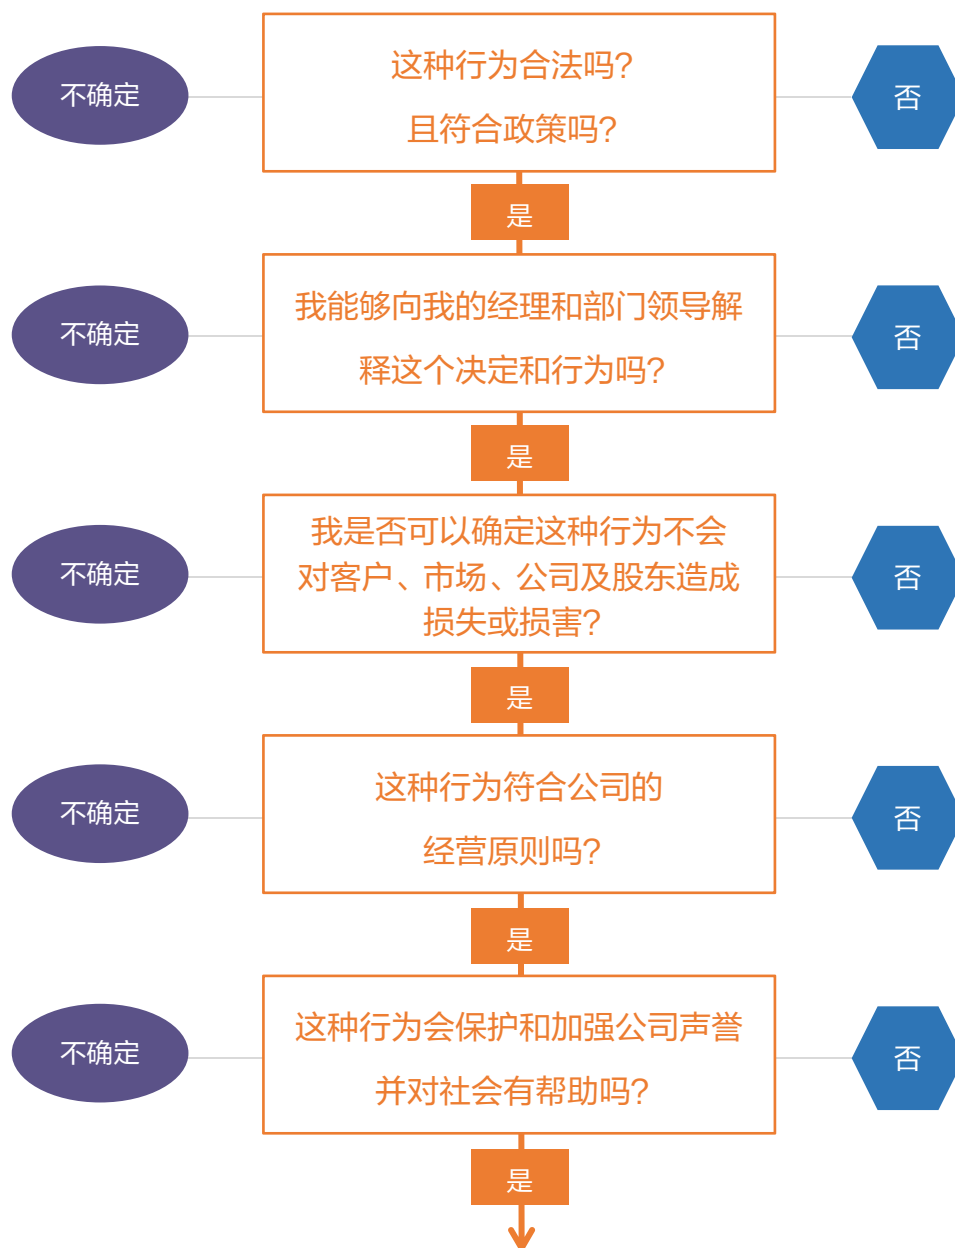 不确定
这种行为合法吗?
且符合政策吗?
否
是
不确定
我能够向我的经理和部门领导解
释这个决定和行为吗?
否
是
不确定
我是否可以确定这种行为不会
对客户、市场、公司及股东造成
损失或损害?
否
是
不确定
这种行为符合公司的
经营原则吗?
否
是
不确定
这种行为会保护和加强公司声誉
并对社会有帮助吗?
否
是